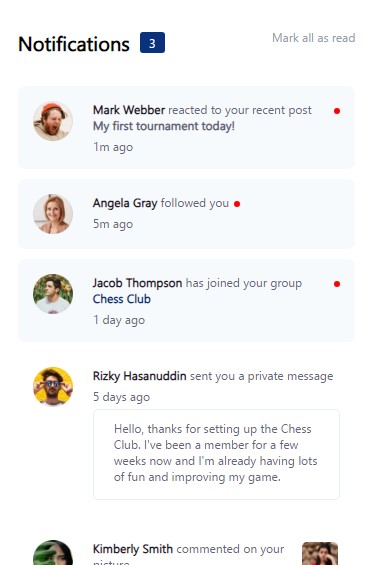 Notifications 3 Mark all as read
Mark Webber reacted to your recent post
My first tournament today!
1m ago
Angela Gray followed you
5m ago
Jacob Thompson has joined your group
Chess Club
1 day ago
Rizky Hasanuddin sent you a private message
5 days ago
Hello, thanks for setting up the Chess
Club. I've been a member for a few
weeks now and I'm already having lots
of fun and improving my game.
Kimberly Smith commented on your
picture